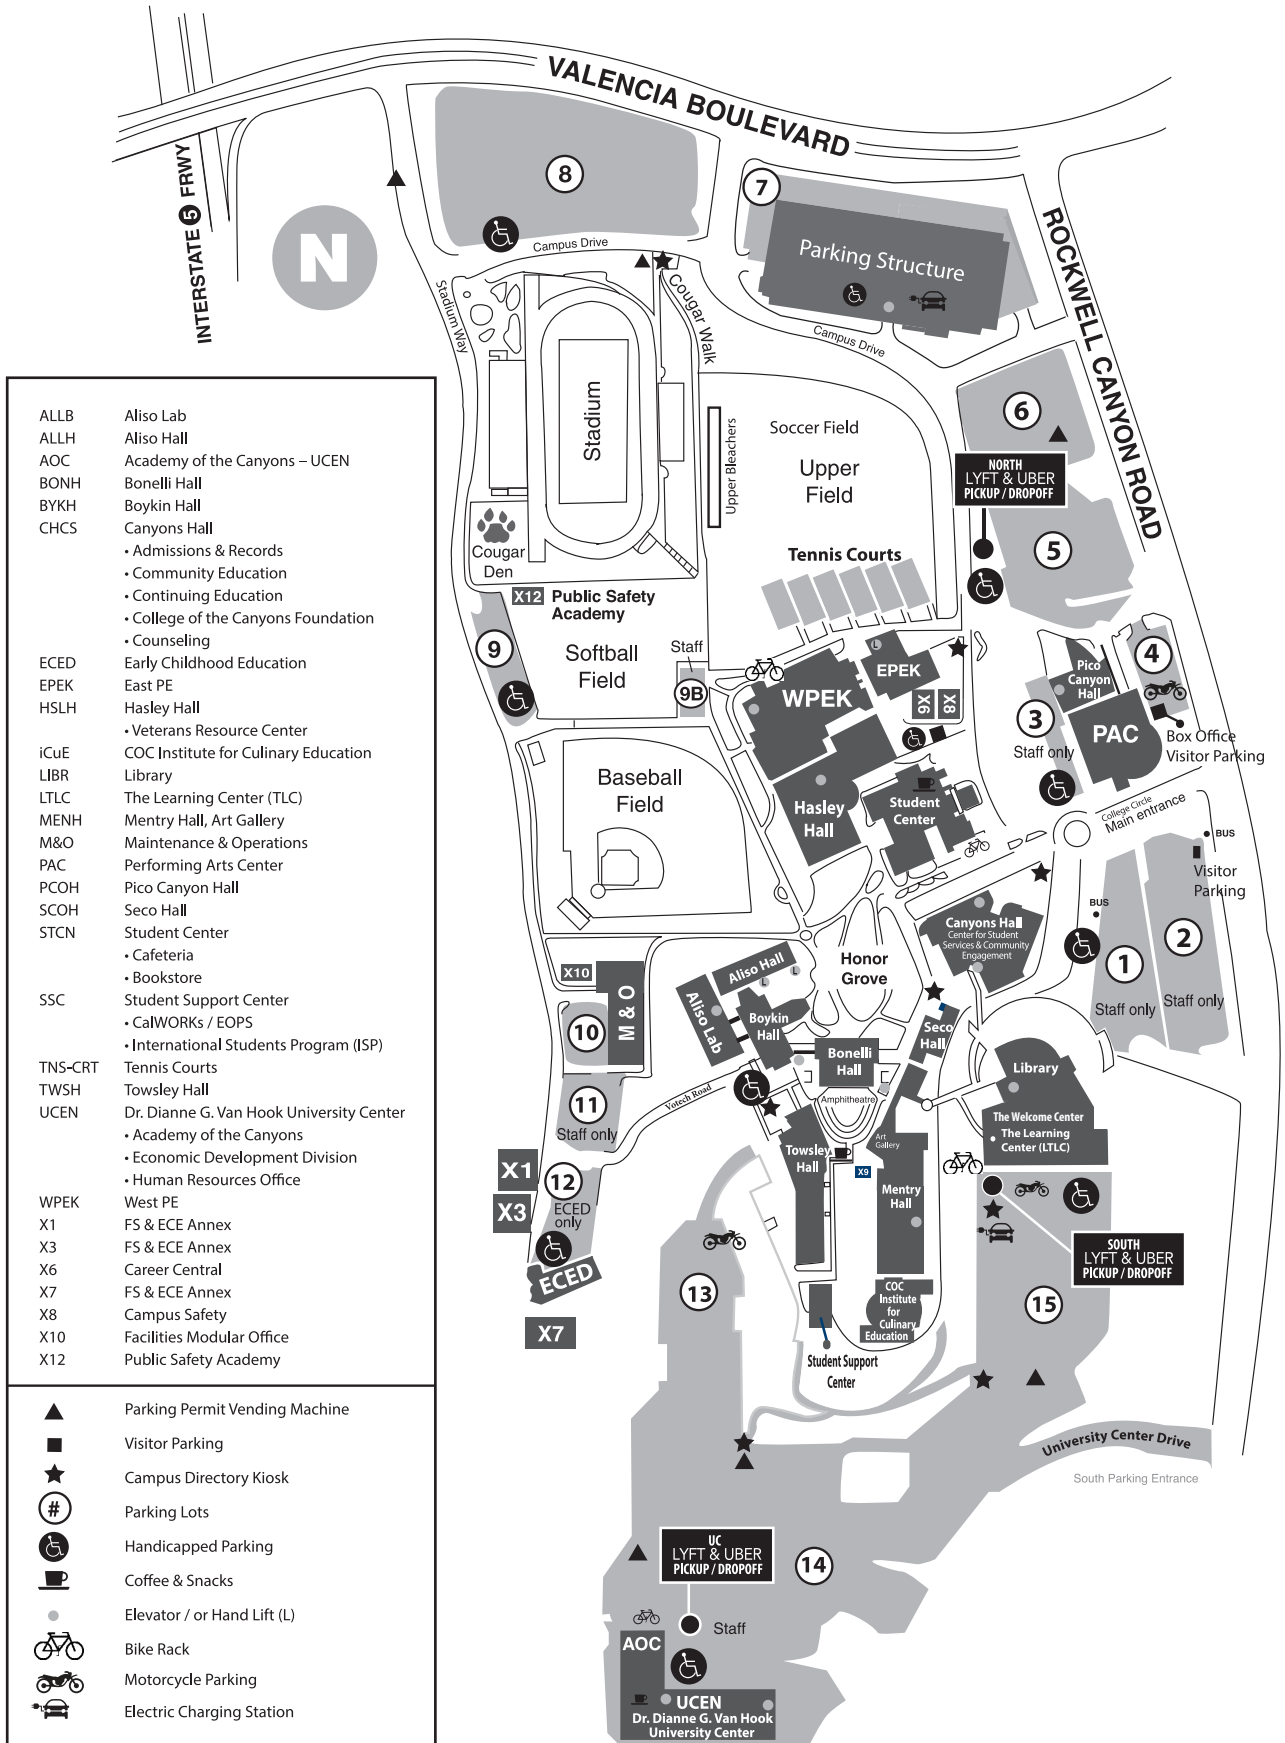 VALENCIA BOULEVARD
INTERSTATE 5 FRWY
N
8
7
Parking Structure
ROCKWELL CANYON ROAD
Campus Drive
Stadium Way
Cougar Walk
Campus Drive
Stadium
Upper Bleachers
Soccer Field
Upper
Field
6
NORTH
LYFT & UBER
PICKUP / DROPOFF
5
Tennis Courts
Cougar
Den
X12 Public Safety
Academy
9
Softball
Field
Staff
9B
WPEK
EPEK
L
X6
X8
Pico
Canyon
Hall
4
3
Staff only
PAC
Box Office
Visitor Parking
Baseball
Field
Hasley
Hall
Student
Center
College Circle
Main entrance
BUS
Visitor
Parking
BUS
1
Staff only
2
Staff only
Canyons Hall
Center for Student
Services & Community
Engagement
Honor
Grove
X10
M & O
10
Aliso Hall
L
L
Aliso Lab
Boykin
Hall
Bonelli
Hall
Seco
Hall
Library
The Welcome Center
The Learning
Center (LTLC)
11
Staff only
Votech Road
Amphitheatre
Art
Gallery
Towsley
Hall
X9
Mentry
Hall
X1
X3
12
ECED
only
ECED
X7
13
COC
Institute
for
Culinary
Education
Student Support
Center
SOUTH
LYFT & UBER
PICKUP / DROPOFF
15
University Center Drive
South Parking Entrance
UC
LYFT & UBER
PICKUP / DROPOFF
14
Staff
AOC
UCEN
Dr. Dianne G. Van Hook
University Center
ALLB Aliso Lab
ALLH Aliso Hall
AOC Academy of the Canyons – UCEN
BONH Bonelli Hall
BYKH Boykin Hall
CHCS Canyons Hall
• Admissions & Records
• Community Education
• Continuing Education
• College of the Canyons Foundation
• Counseling
ECED Early Childhood Education
EPEK East PE
HSLH Hasley Hall
• Veterans Resource Center
iCuE COC Institute for Culinary Education
LIBR Library
LTLC The Learning Center (TLC)
MENH Mentry Hall, Art Gallery
M&O Maintenance & Operations
PAC Performing Arts Center
PCOH Pico Canyon Hall
SCOH Seco Hall
STCN Student Center
• Cafeteria
• Bookstore
SSC Student Support Center
• CalWORKs / EOPS
• International Students Program (ISP)
TNS-CRT Tennis Courts
TWSH Towsley Hall
UCEN Dr. Dianne G. Van Hook University Center
• Academy of the Canyons
• Economic Development Division
• Human Resources Office
WPEK West PE
X1 FS & ECE Annex
X3 FS & ECE Annex
X6 Career Central
X7 FS & ECE Annex
X8 Campus Safety
X10 Facilities Modular Office
X12 Public Safety Academy
Parking Permit Vending Machine
Visitor Parking
Campus Directory Kiosk
# Parking Lots
Handicapped Parking
Coffee & Snacks
Elevator / or Hand Lift (L)
Bike Rack
Motorcycle Parking
Electric Charging Station